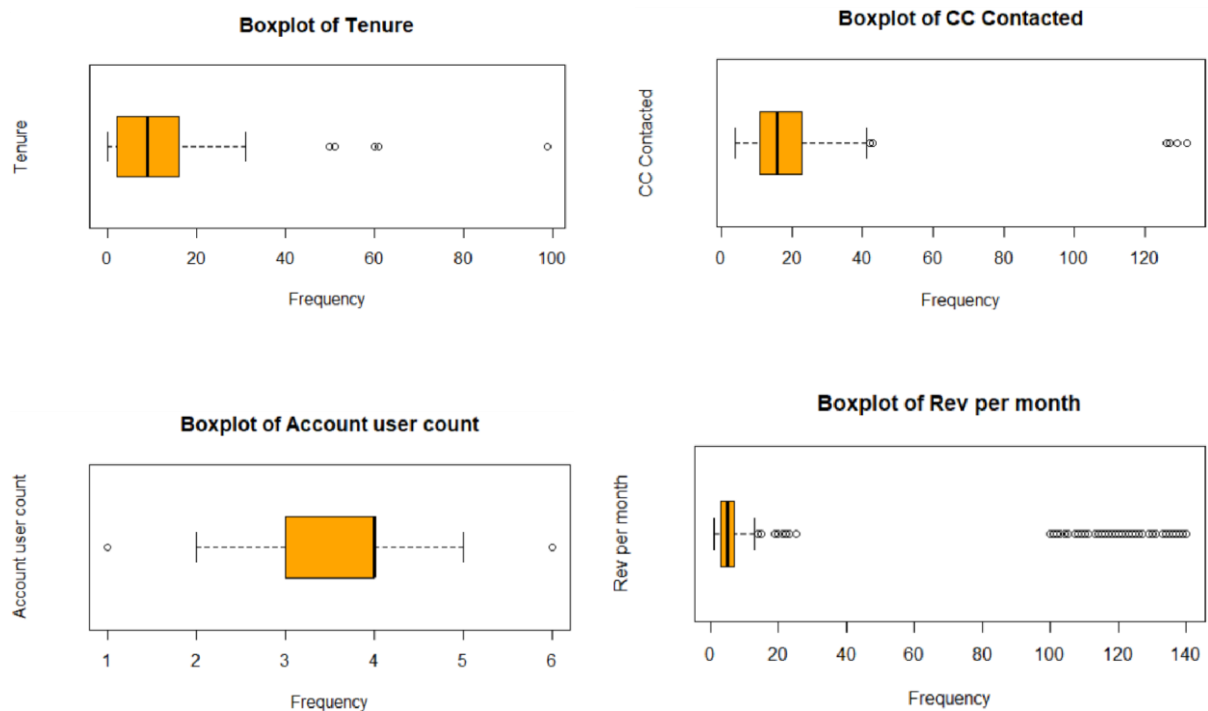 Boxplot of Tenure
Tenure
0 20 40 60 80 100
Frequency
Boxplot of CC Contacted
CC Contacted
0 20 40 60 80 100 120
Frequency
Boxplot of Account user count
Account user count
1 2 3 4 5 6
Frequency
Boxplot of Rev per month
Rev per month
0 20 40 60 80 100 120 140
Frequency